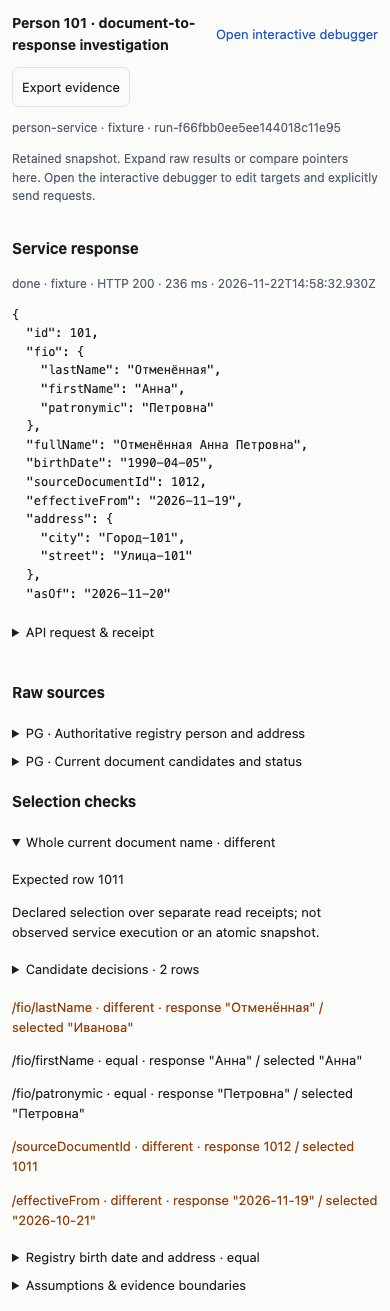 Person 101 · document-to-
response investigation
Open interactive debugger
Export evidence
person-service · fixture · run-f66fbb0ee5ee144018c11e95
Retained snapshot. Expand raw results or compare pointers
here. Open the interactive debugger to edit targets and explicitly
send requests.
Service response
done · fixture · HTTP 200 · 236 ms · 2026-11-22T14:58:32.930Z
{
  "id": 101,
  "fio": {
    "lastName": "Отменённая",
    "firstName": "Анна",
    "patronymic": "Петровна"
  },
  "fullName": "Отменённая Анна Петровна",
  "birthDate": "1990-04-05",
  "sourceDocumentId": 1012,
  "effectiveFrom": "2026-11-19",
  "address": {
    "city": "Город-101",
    "street": "Улица-101"
  },
  "asOf": "2026-11-20"
▶ API request & receipt
Raw sources
▶ PG · Authoritative registry person and address
▶ PG · Current document candidates and status
Selection checks
▼ Whole current document name · different
Expected row 1011
Declared selection over separate read receipts; not
observed service execution or an atomic snapshot.
▶ Candidate decisions · 2 rows
/fio/lastName · different · response "Отменённая" /
selected "Иванова"
/fio/firstName · equal · response "Анна" / selected "Анна"
/fio/patronymic · equal · response "Петровна" / selected
"Петровна"
/sourceDocumentId · different · response 1012 / selected
1011
/effectiveFrom · different · response "2026-11-19" / selected
"2026-10-21"
▶ Registry birth date and address · equal
▶ Assumptions & evidence boundaries